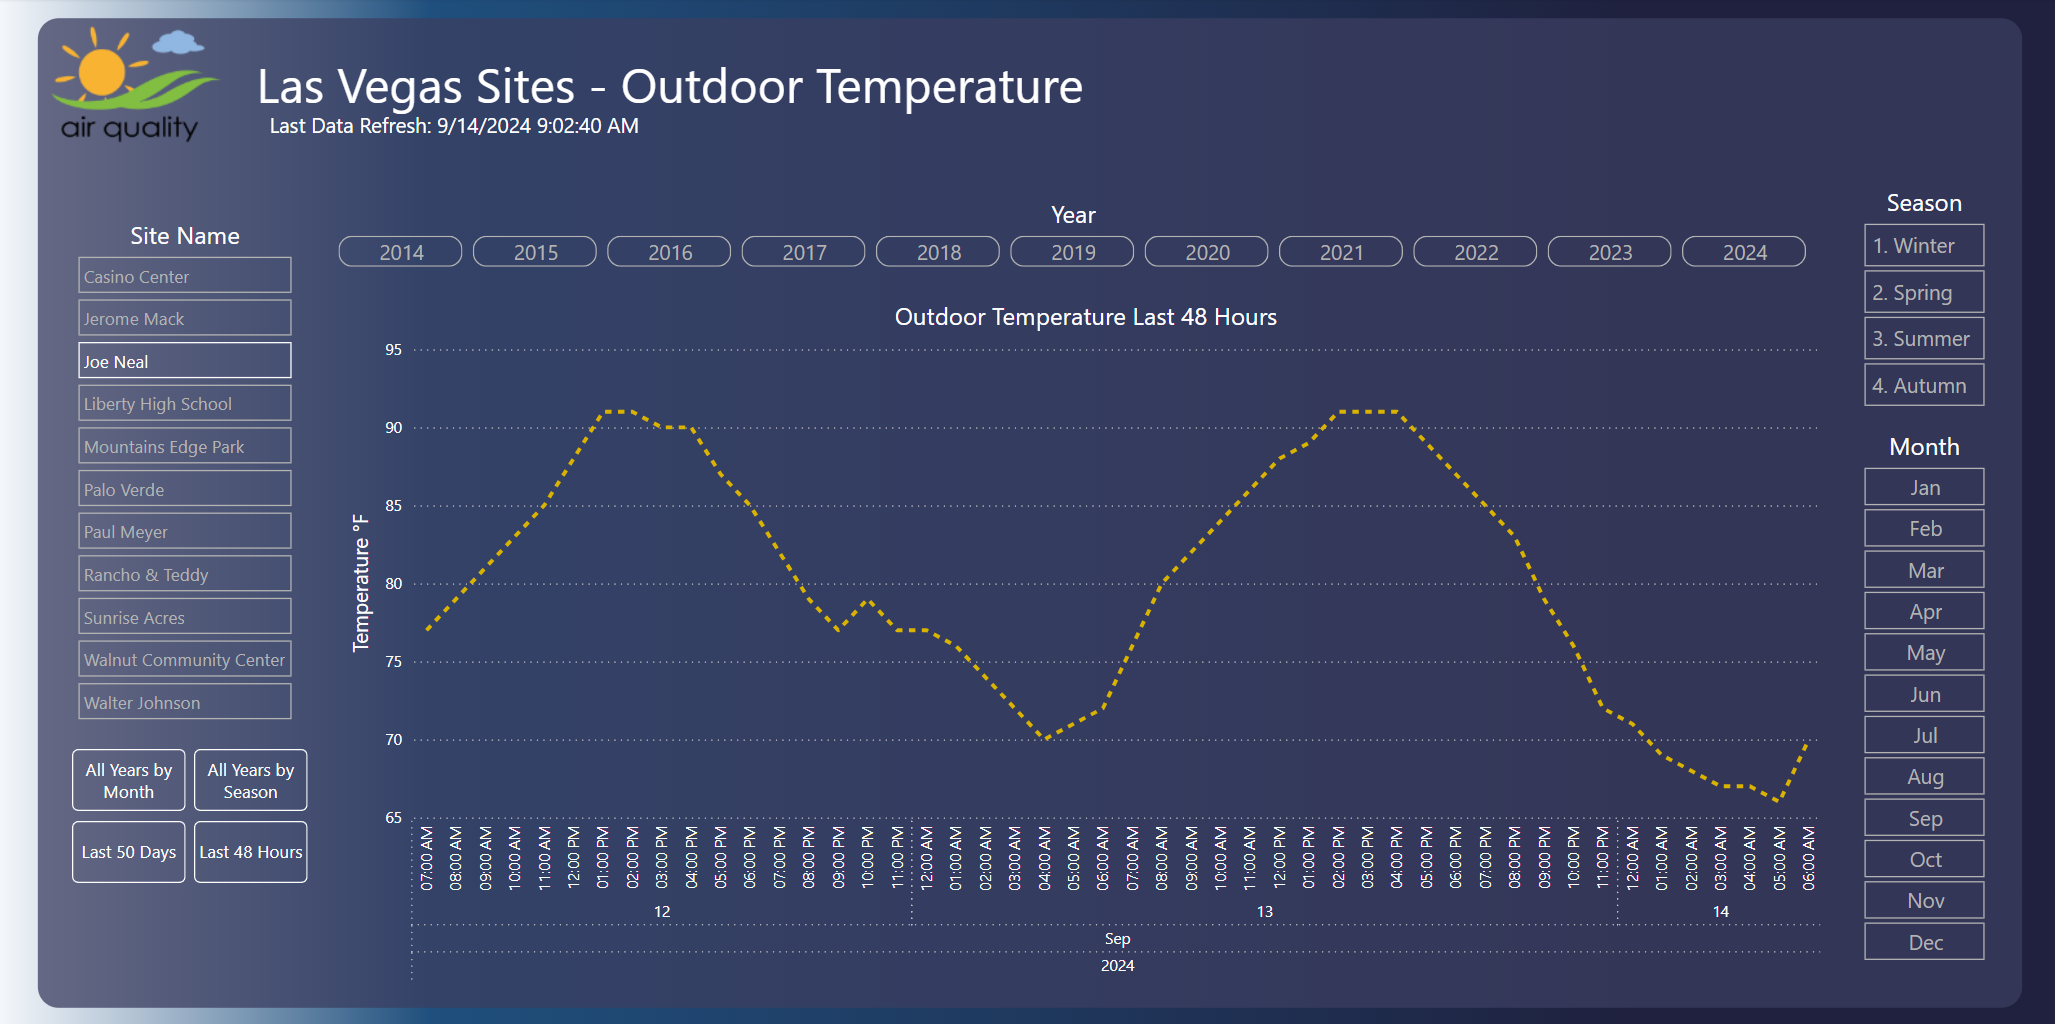 air quality
Las Vegas Sites - Outdoor Temperature
Last Data Refresh: 9/14/2024 9:02:40 AM
Site Name
Casino Center
Jerome Mack
Joe Neal
Liberty High School
Mountains Edge Park
Palo Verde
Paul Meyer
Rancho & Teddy
Sunrise Acres
Walnut Community Center
Walter Johnson
All Years by
Month
All Years by
Season
Last 50 Days
Last 48 Hours
Year
2014 2015 2016 2017 2018 2019 2020 2021 2022 2023 2024
Outdoor Temperature Last 48 Hours
Temperature °F
95
90
85
80
75
70
65
07:00 AM 08:00 AM 09:00 AM 10:00 AM 11:00 AM 12:00 PM 01:00 PM 02:00 PM 03:00 PM 04:00 PM 05:00 PM 06:00 PM 07:00 PM 08:00 PM 09:00 PM 10:00 PM 11:00 PM 12:00 AM 01:00 AM 02:00 AM 03:00 AM 04:00 AM 05:00 AM 06:00 AM 07:00 AM 08:00 AM 09:00 AM 10:00 AM 11:00 AM 12:00 PM 01:00 PM 02:00 PM 03:00 PM 04:00 PM 05:00 PM 06:00 PM 07:00 PM 08:00 PM 09:00 PM 10:00 PM 11:00 PM 12:00 AM 01:00 AM 02:00 AM 03:00 AM 04:00 AM 05:00 AM 06:00 AM
12 13 14
Sep
2024
Season
1. Winter
2. Spring
3. Summer
4. Autumn
Month
Jan
Feb
Mar
Apr
May
Jun
Jul
Aug
Sep
Oct
Nov
Dec